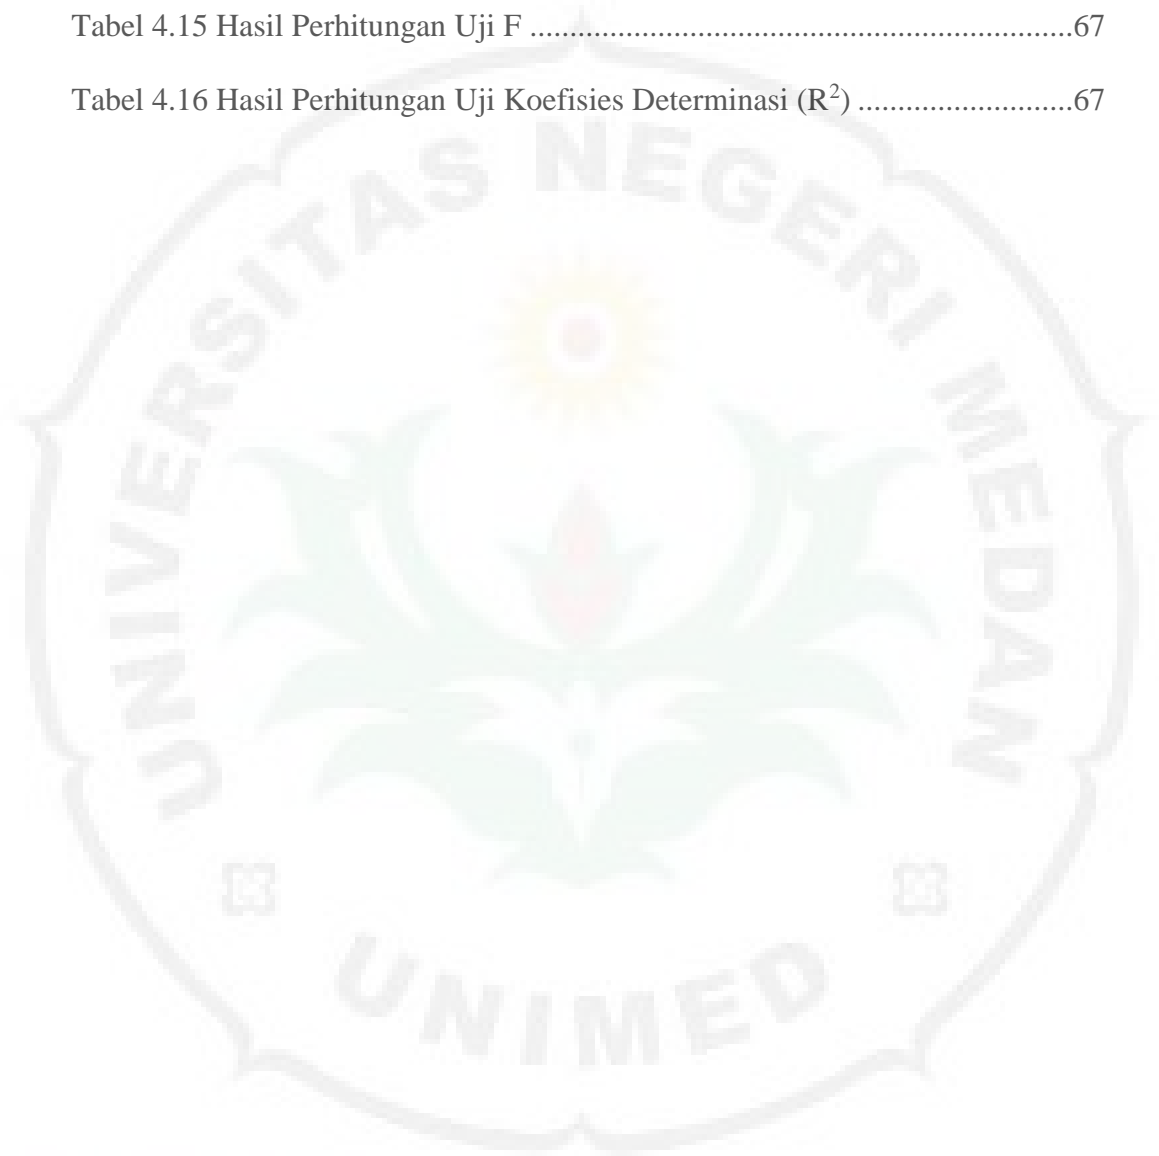 Tabel 4.15 Hasil Perhitungan Uji F ....................................................................67
Tabel 4.16 Hasil Perhitungan Uji Koefisies Determinasi (R²) ...........................67
UNIVERSITAS NEGERI MEDAN
UNIMED